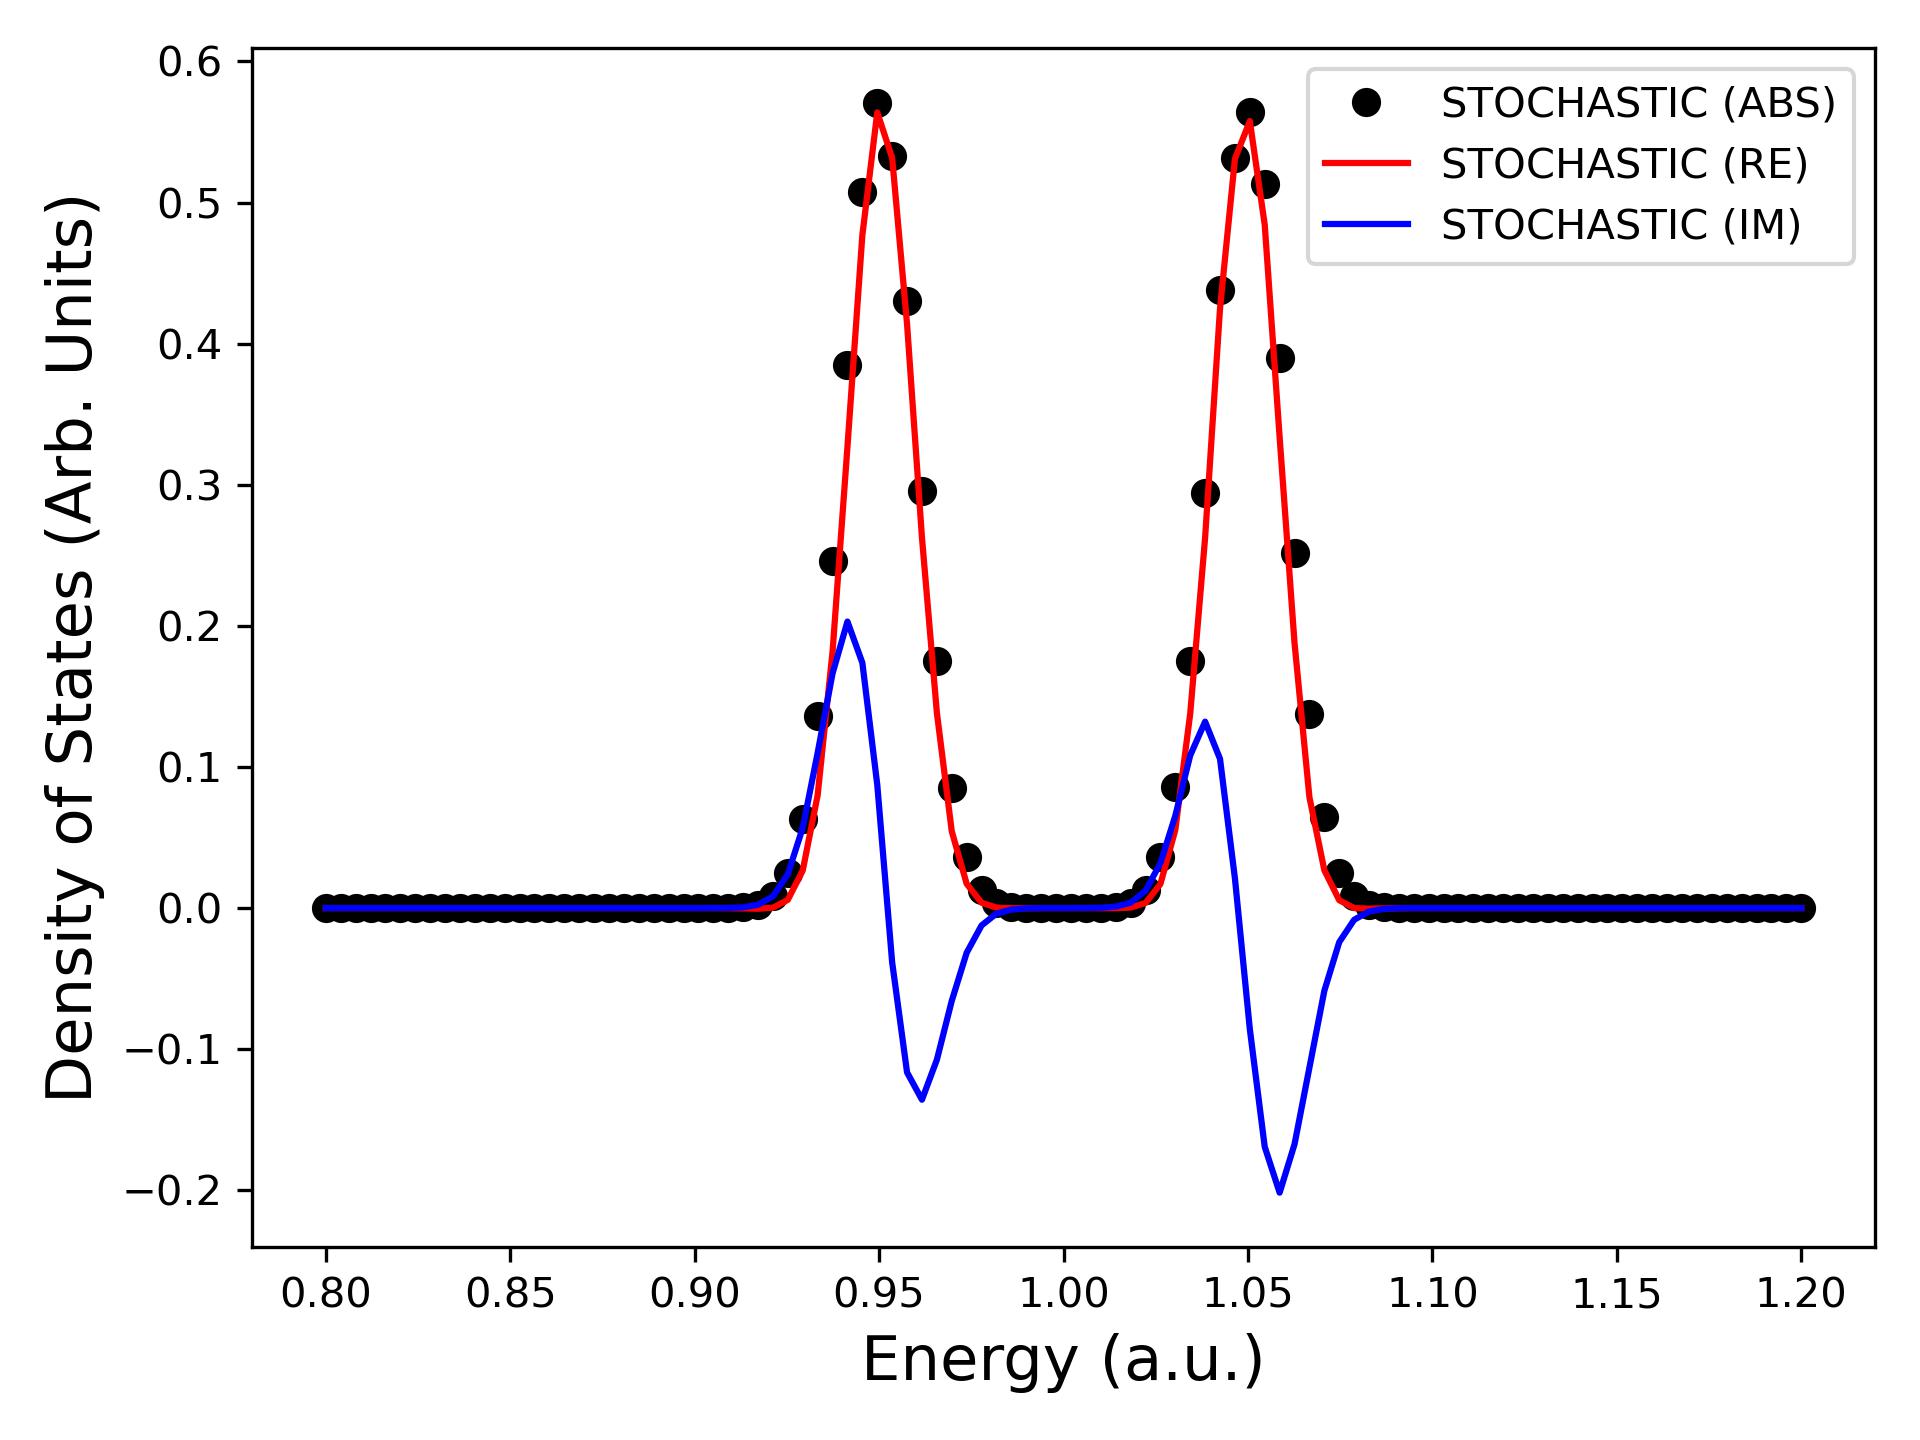 STOCHASTIC (ABS)
STOCHASTIC (RE)
STOCHASTIC (IM)
Density of States (Arb. Units)
0.6
0.5
0.4
0.3
0.2
0.1
0.0
−0.1
−0.2
0.80 0.85 0.90 0.95 1.00 1.05 1.10 1.15 1.20
Energy (a.u.)